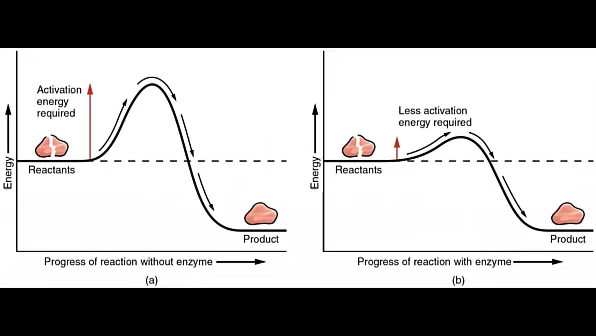 Activation
energy
required
Reactants
Energy
Product
Progress of reaction without enzyme
(a)
Less activation
energy required
Reactants
Energy
Product
Progress of reaction with enzyme
(b)